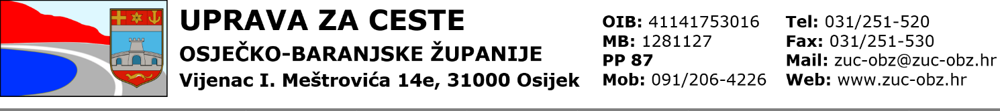 UPRAVA ZA CESTE
OSJEČKO-BARANJSKE ŽUPANIJE
Vijenac I. Meštrovića 14e, 31000 Osijek
OIB: 41141753016
MB: 1281127
PP 87
Mob: 091/206-4226
Tel: 031/251-520
Fax: 031/251-530
Mail: zuc-obz@zuc-obz.hr
Web: www.zuc-obz.hr